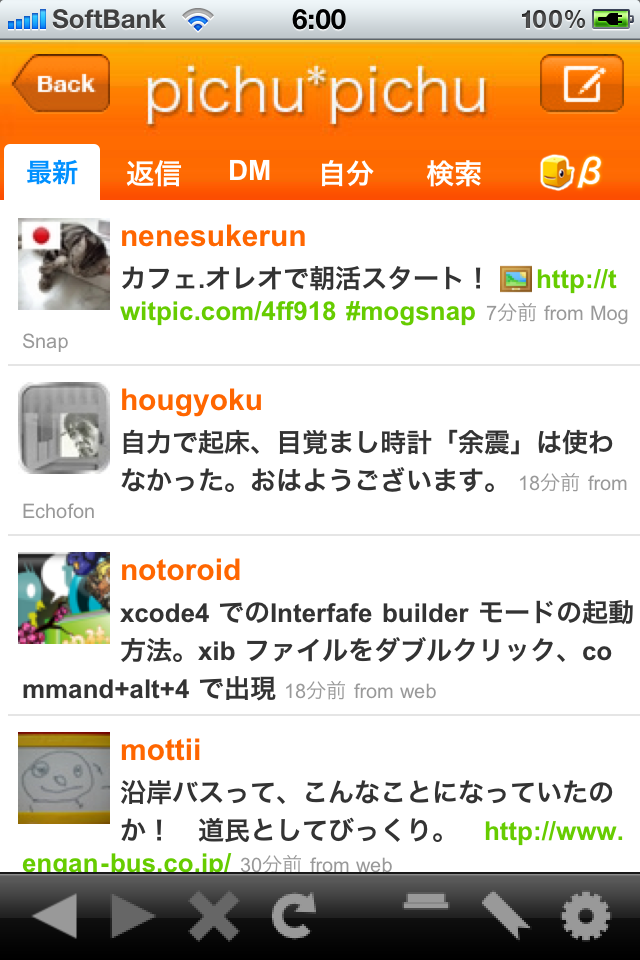 SoftBank 6:00 100%
Back pichu*pichu
最新 返信 DM 自分 検索 β
nenesukerun
カフェ.オレオで朝活スタート！ http://t
witpic.com/4ff918 #mogsnap 7分前 from Mog
Snap
hougyoku
自力で起床、目覚まし時計「余震」は使わ
なかった。おはようございます。 18分前 from
Echofon
notoroid
xcode4 でのInterfafe builder モードの起動
方法。xib ファイルをダブルクリック、co
mmand+alt+4 で出現 18分前 from web
mottii
沿岸バスって、こんなことになっていたの
か！　道民としてびっくり。　http://www.
engan-bus.co.jp/ 30分前 from web